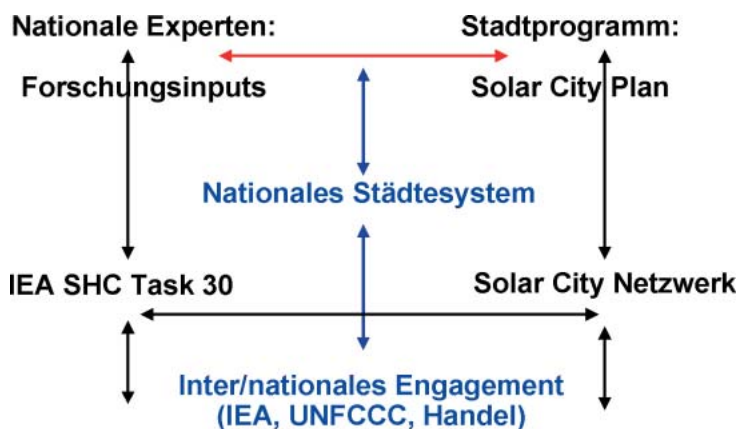 Nationale Experten:
Stadtprogramm:
Forschungsinputs
Solar City Plan
Nationales Städtesystem
IEA SHC Task 30
Solar City Netzwerk
Inter/nationales Engagement
(IEA, UNFCCC, Handel)